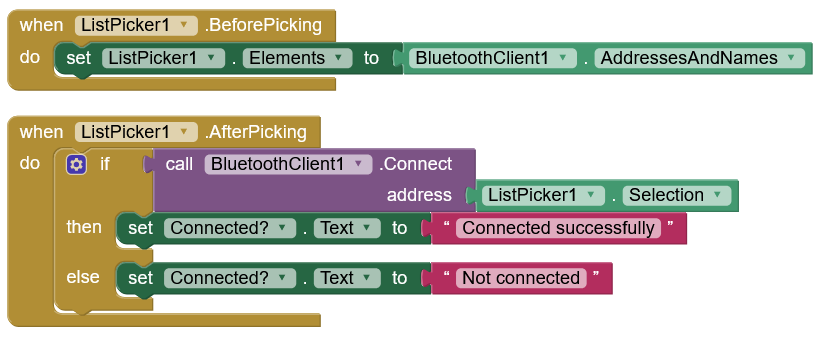 when ListPicker1 .BeforePicking
do set ListPicker1 . Elements to BluetoothClient1 . AddressesAndNames
when ListPicker1 .AfterPicking
do if call BluetoothClient1 .Connect
address ListPicker1 . Selection
then set Connected? . Text to “ Connected successfully ”
else set Connected? . Text to “ Not connected ”